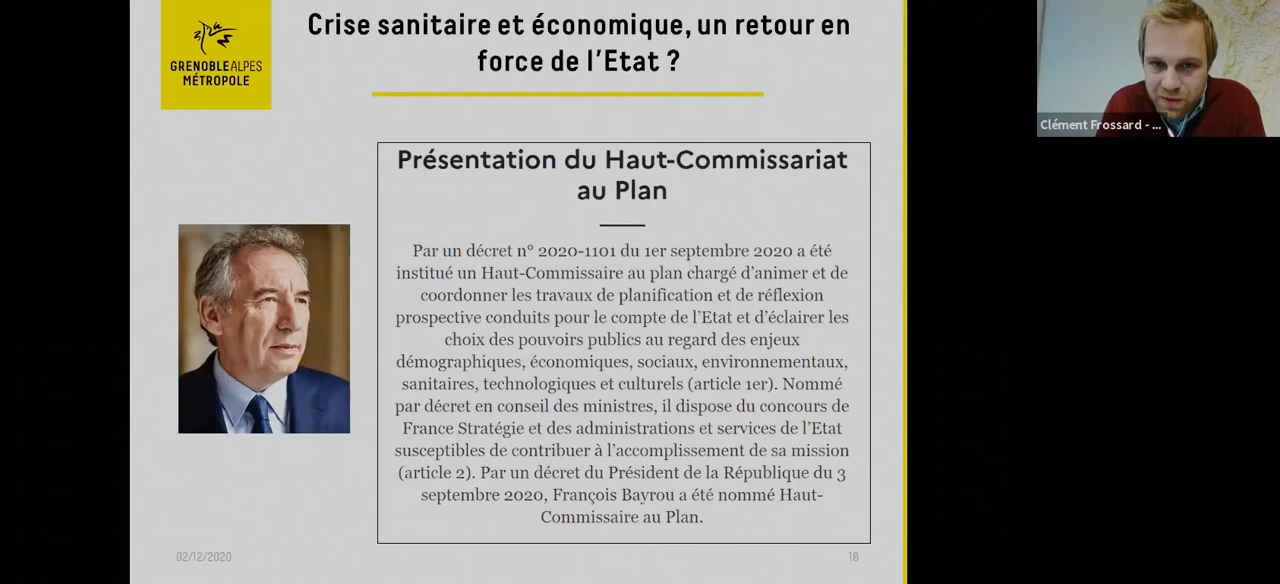 Crise sanitaire et économique, un retour en
force de l'Etat ?
GRENOBLEALPES
MÉTROPOLE
Clément Frossard - ...
Présentation du Haut-Commissariat
au Plan
Par un décret n° 2020-1101 du 1er septembre 2020 a été
institué un Haut-Commissaire au plan chargé d'animer et de
coordonner les travaux de planification et de réflexion
prospective conduits pour le compte de l'Etat et d'éclairer les
choix des pouvoirs publics au regard des enjeux
démographiques, économiques, sociaux, environnementaux,
sanitaires, technologiques et culturels (article 1er). Nommé
par décret en conseil des ministres, il dispose du concours de
France Stratégie et des administrations et services de l'Etat
susceptibles de contribuer à l'accomplissement de sa mission
(article 2). Par un décret du Président de la République du 3
septembre 2020, François Bayrou a été nommé Haut-
Commissaire au Plan.
02/12/2020
18